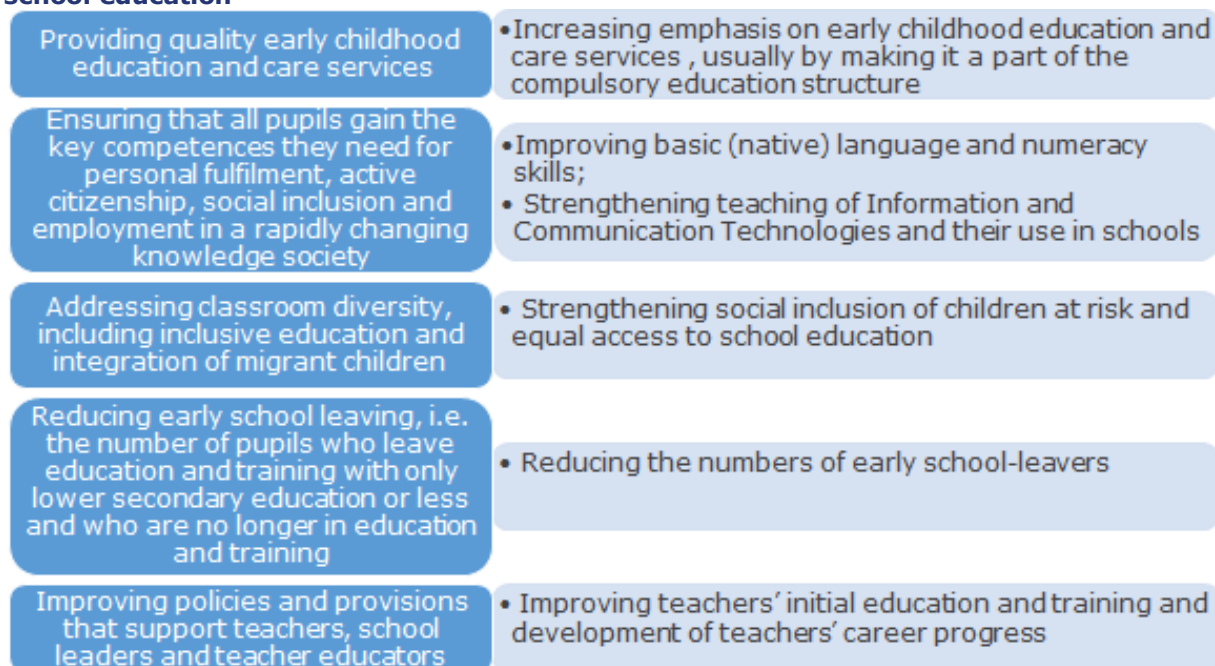 School education
Providing quality early childhood
education and care services
•Increasing emphasis on early childhood education and
care services , usually by making it a part of the
compulsory education structure
Ensuring that all pupils gain the
key competences they need for
personal fulfilment, active
citizenship, social inclusion and
employment in a rapidly changing
knowledge society
•Improving basic (native) language and numeracy
skills;
• Strengthening teaching of Information and
Communication Technologies and their use in schools
Addressing classroom diversity,
including inclusive education and
integration of migrant children
• Strengthening social inclusion of children at risk and
equal access to school education
Reducing early school leaving, i.e.
the number of pupils who leave
education and training with only
lower secondary education or less
and who are no longer in education
and training
• Reducing the numbers of early school-leavers
Improving policies and provisions
that support teachers, school
leaders and teacher educators
• Improving teachers’ initial education and training and
development of teachers’ career progress